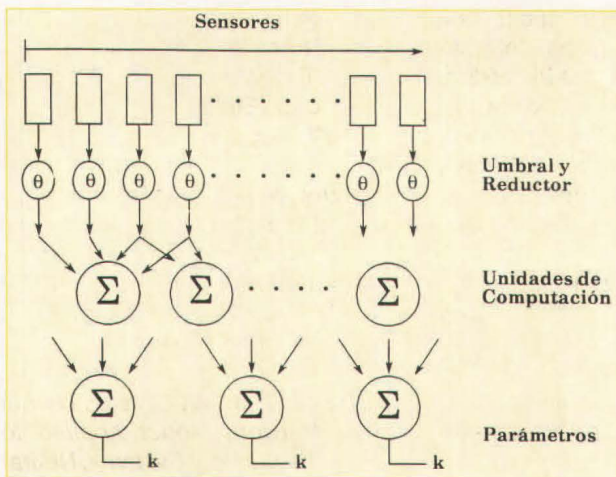 Sensores
θ θ θ θ θ θ
Umbral y
Reductor
Σ Σ Σ
Unidades de
Computación
Σ Σ Σ
Parámetros
k k k